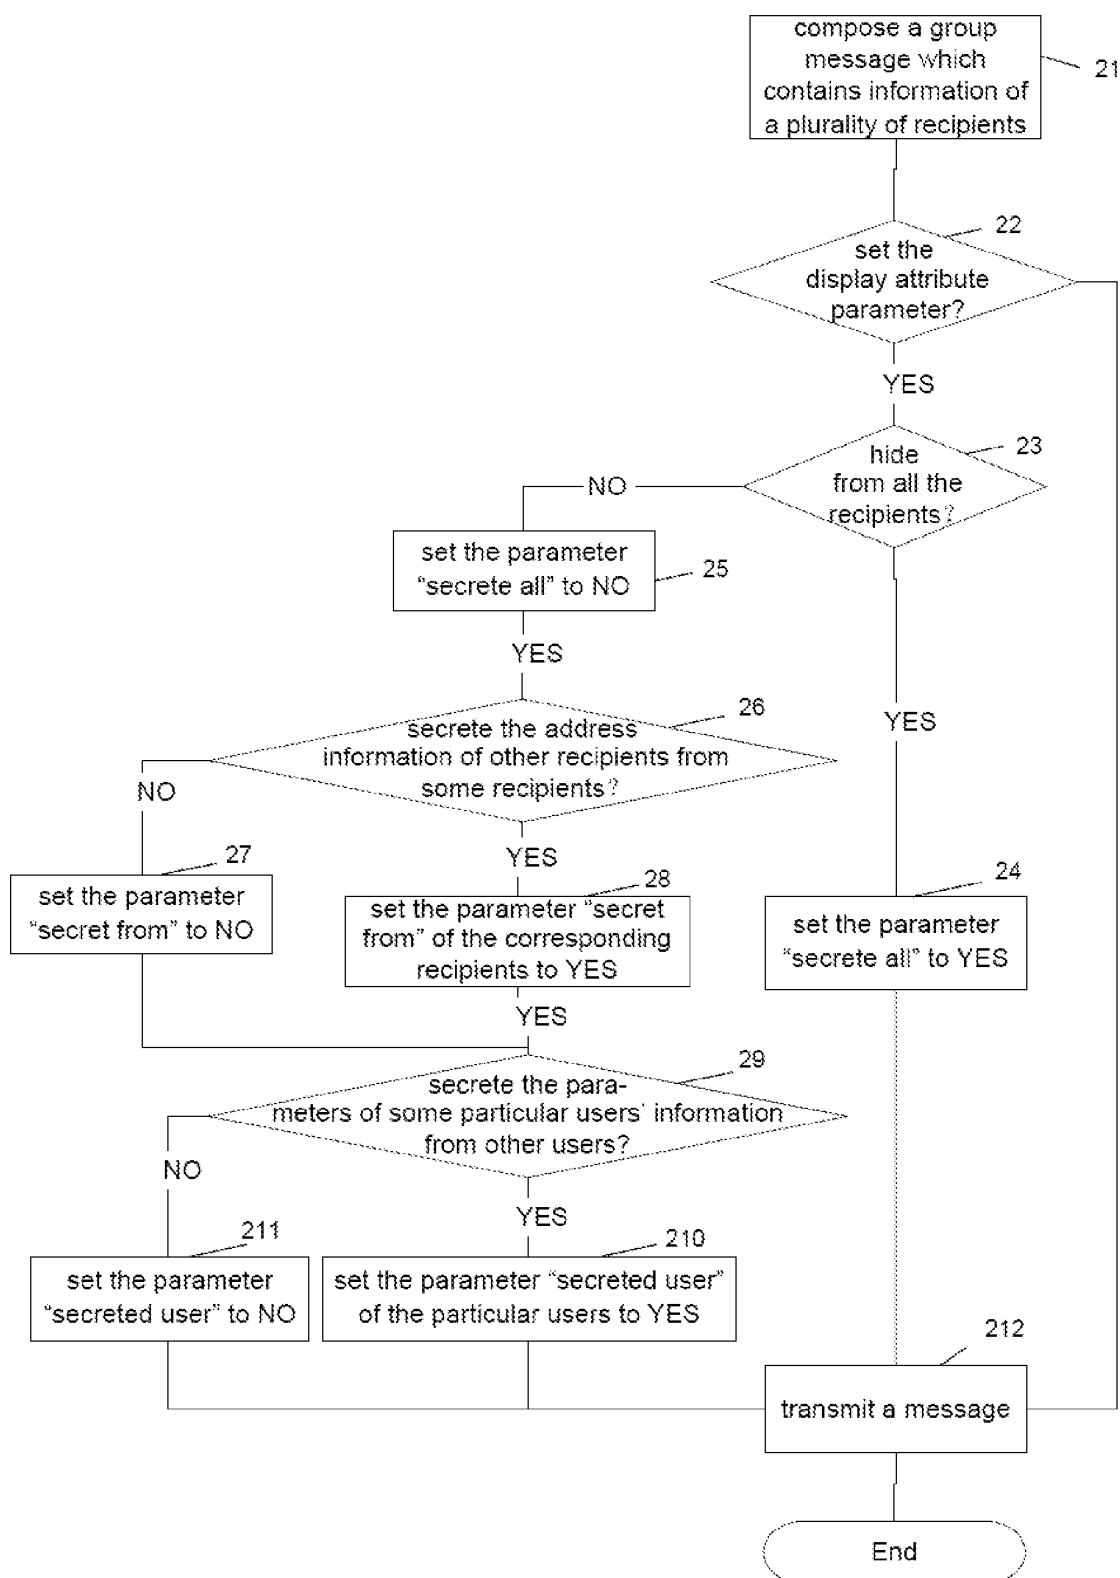 compose a group
message which
contains information of
a plurality of recipients
21
22
set the
display attribute
parameter?
YES
23
hide
from all the
recipients?
NO
set the parameter
“secrete all” to NO
25
YES
26
secrete the address
information of other recipients from
some recipients?
YES
NO
YES
27
28
24
set the parameter
“secret from” to NO
set the parameter “secret
from” of the corresponding
recipients to YES
set the parameter
“secrete all” to YES
YES
29
secrete the para-
meters of some particular users’ information
from other users?
NO
YES
211
210
set the parameter
“secreted user” to NO
set the parameter “secreted user”
of the particular users to YES
212
transmit a message
End